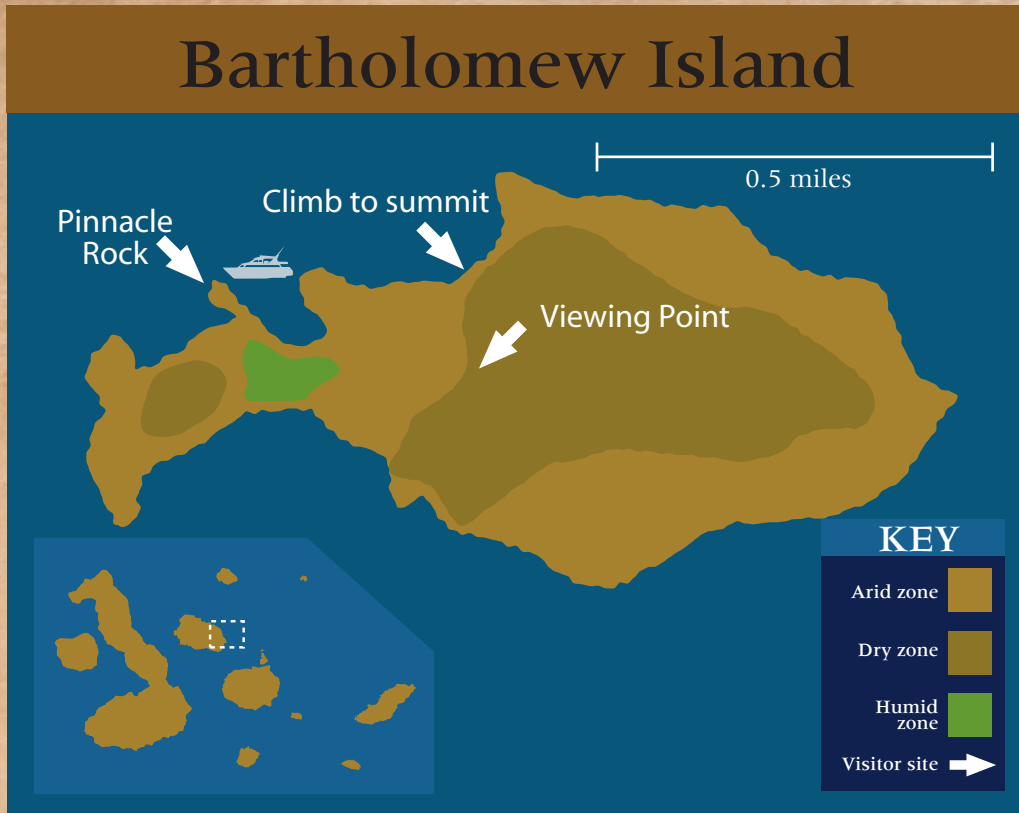 Bartholomew Island
0.5 miles
Climb to summit
Pinnacle
Rock
Viewing Point
KEY
Arid zone
Dry zone
Humid
zone
Visitor site